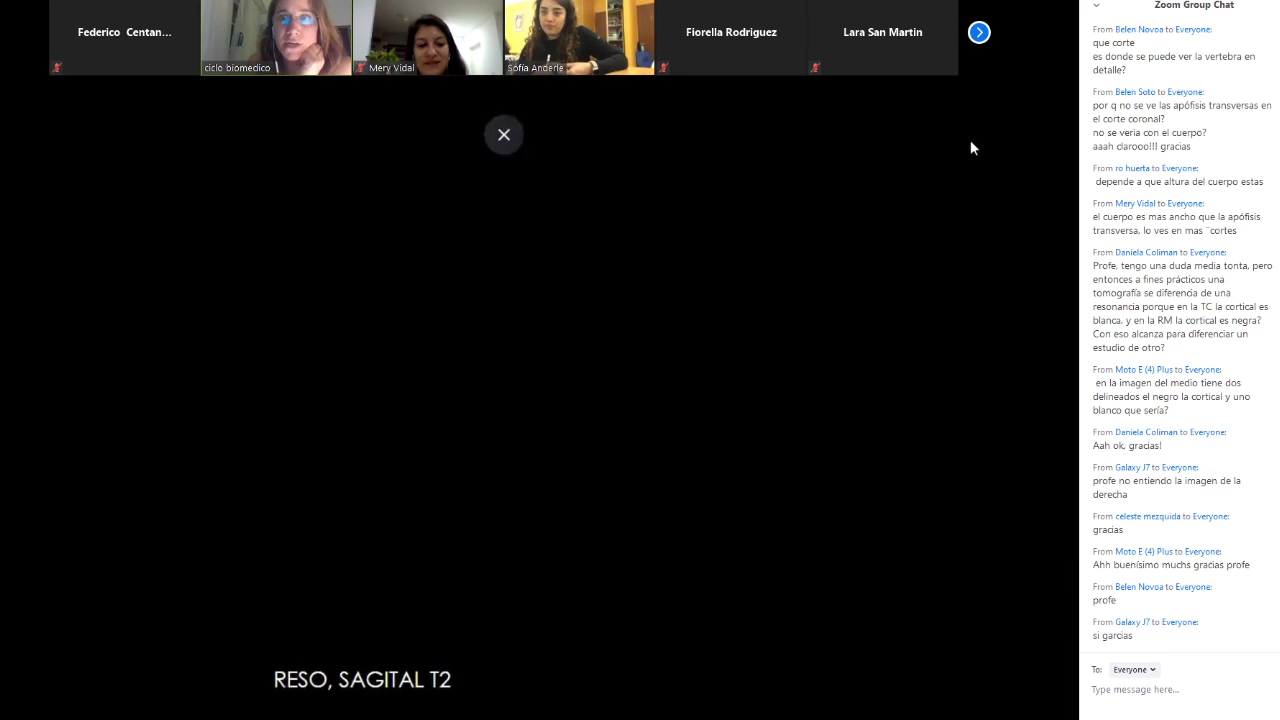 Federico Centan...
ciclo biomedico
Mery Vidal
Sofía Anderle
Fiorella Rodriguez
Lara San Martin
RESO, SAGITAL T2
Zoom Group Chat
From Belen Novoa to Everyone:
que corte
es donde se puede ver la vertebra en
detalle?
From Belen Soto to Everyone:
por q no se ve las apófisis transversas en
el corte coronal?
no se veria con el cuerpo?
aaah clarooo!!! gracias
From ro huerta to Everyone:
depende a que altura del cuerpo estas
From Mery Vidal to Everyone:
el cuerpo es mas ancho que la apófisis
transversa, lo ves en mas ¨cortes
From Daniela Coliman to Everyone:
Profe, tengo una duda media tonta, pero
entonces a fines prácticos una
tomografía se diferencia de una
resonancia porque en la TC la cortical es
blanca, y en la RM la cortical es negra?
Con eso alcanza para diferenciar un
estudio de otro?
From Moto E (4) Plus to Everyone:
en la imagen del medio tiene dos
delineados el negro la cortical y uno
blanco que sería?
From Daniela Coliman to Everyone:
Aah ok, gracias!
From Galaxy J7 to Everyone:
profe no entiendo la imagen de la
derecha
From celeste mezquida to Everyone:
gracias
From Moto E (4) Plus to Everyone:
Ahh buenísimo muchs gracias profe
From Belen Novoa to Everyone:
profe
From Galaxy J7 to Everyone:
si garcias
To: Everyone
Type message here...